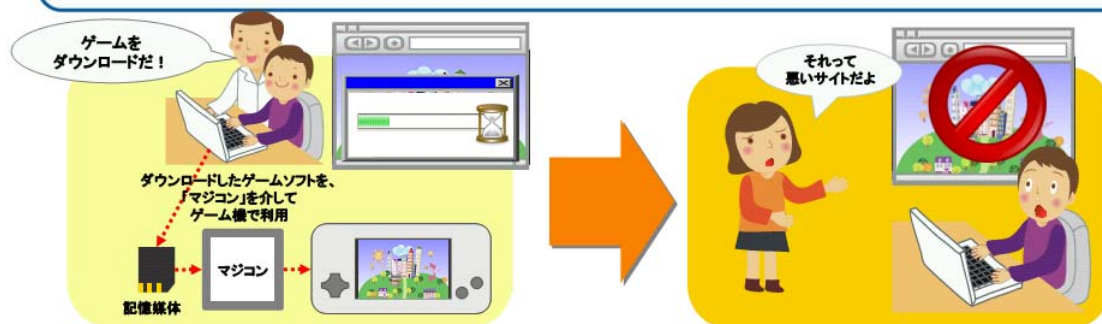 ゲームを
ダウンロードだ！
ダウンロードしたゲームソフトを、
「マジコン」を介して
ゲーム機で利用
マジコン
記憶媒体
それって
悪いサイトだよ